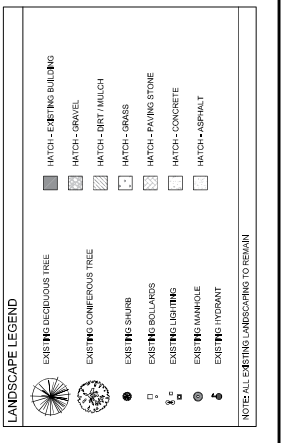 LANDSCAPE LEGEND
EXISTING DECIDUOUS TREE
EXISTING CONIFEROUS TREE
EXISTING SHURB
EXISTING BOLLARDS
EXISTING LIGHTING
EXISTING MANHOLE
EXISTING HYDRANT
HATCH - EXISTING BUILDING
HATCH - GRAVEL
HATCH - DIRT / MULCH
HATCH - GRASS
HATCH - PAVING STONE
HATCH - CONCRETE
HATCH - ASPHALT
NOTE: ALL EXISTING LANDSCAPING TO REMAIN